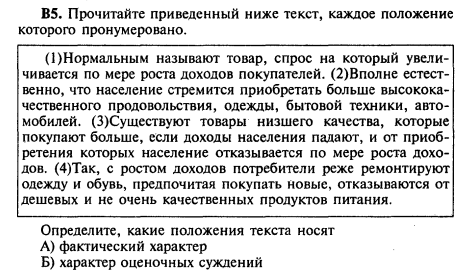 В5. Прочитайте приведенный ниже текст, каждое положение
которого пронумеровано.
(1)Нормальным называют товар, спрос на который увели-
чивается по мере роста доходов покупателей. (2)Вполне естест-
венно, что население стремится приобретать больше высокока-
чественного продовольствия, одежды, бытовой техники, авто-
мобилей. (3)Существуют товары низшего качества, которые
покупают больше, если доходы населения падают, и от приоб-
ретения которых население отказывается по мере роста дохо-
дов. (4)Так, с ростом доходов потребители реже ремонтируют
одежду и обувь, предпочитая покупать новые, отказываются от
дешевых и не очень качественных продуктов питания.
Определите, какие положения текста носят
А) фактический характер
Б) характер оценочных суждений